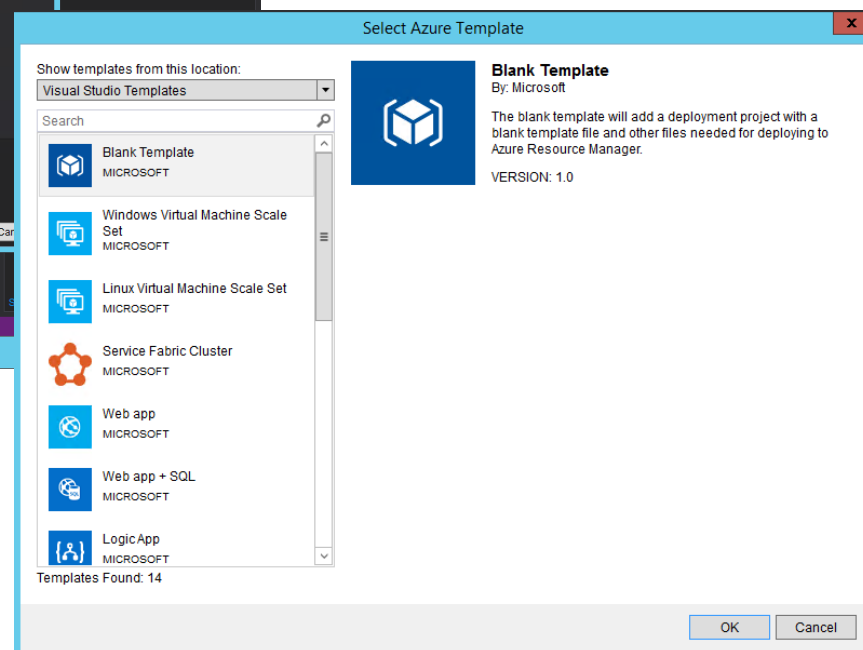 Select Azure Template
x
Show templates from this location:
Visual Studio Templates
Search
Blank Template
MICROSOFT
Windows Virtual Machine Scale
Set
MICROSOFT
Linux Virtual Machine Scale Set
MICROSOFT
Service Fabric Cluster
MICROSOFT
Web app
MICROSOFT
Web app + SQL
MICROSOFT
Logic App
MICROSOFT
Templates Found: 14
Blank Template
By: Microsoft
The blank template will add a deployment project with a
blank template file and other files needed for deploying to
Azure Resource Manager.
VERSION: 1.0
OK
Cancel